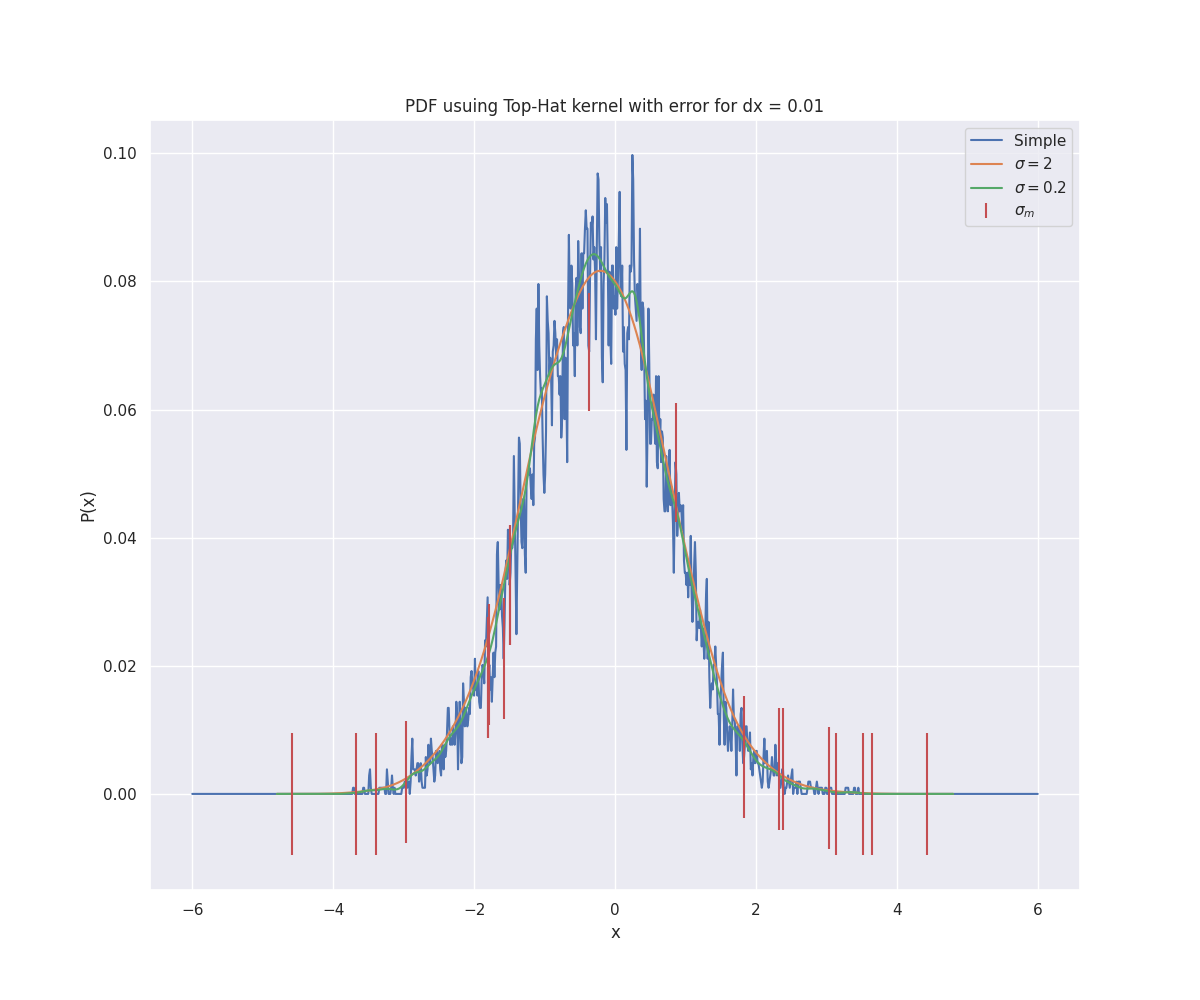 PDF usuing Top-Hat kernel with error for dx = 0.01
Simple
σ = 2
σ = 0.2
σm
0.10
0.08
0.06
0.04
0.02
0.00
P(x)
−6 −4 −2 0 2 4 6
x